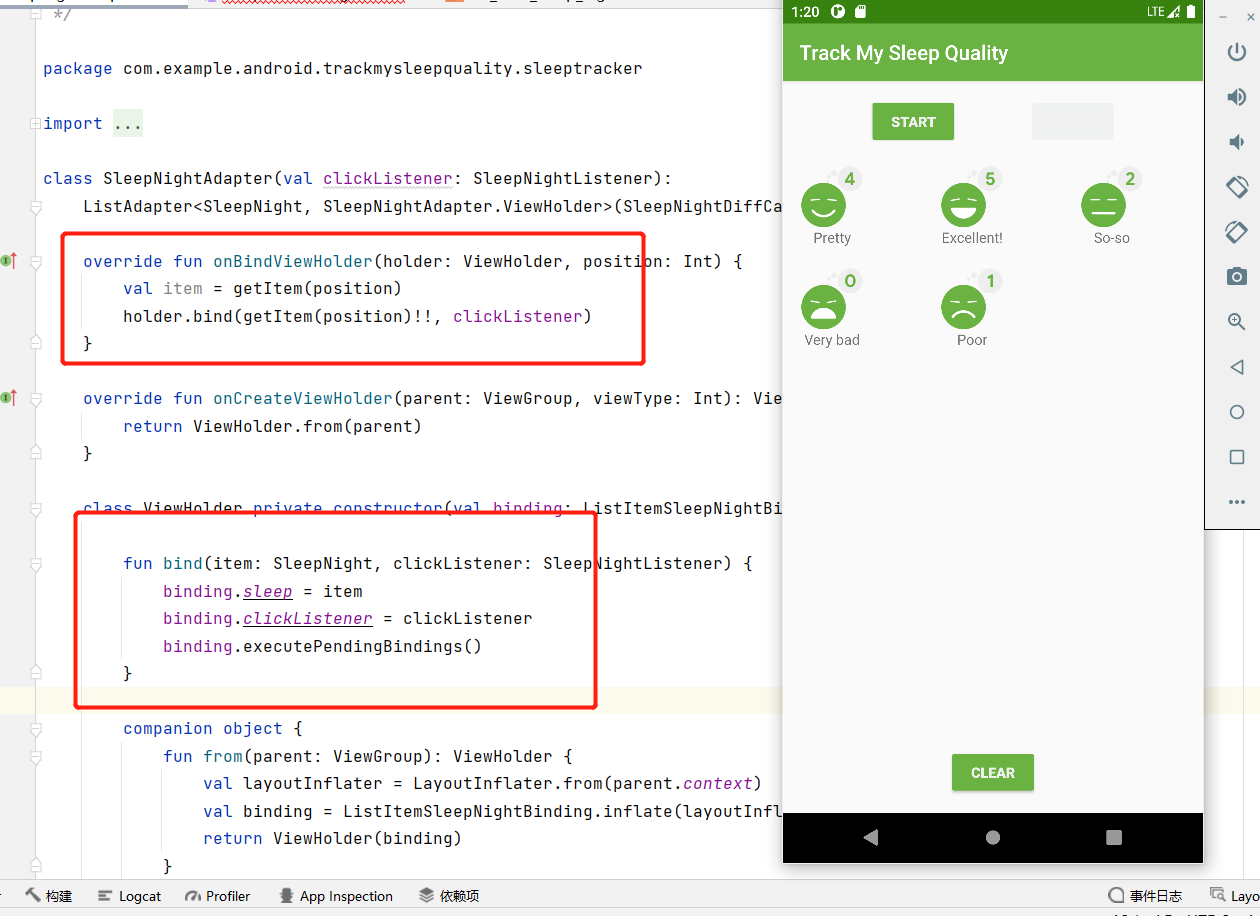 */
package com.example.android.trackmysleepquality.sleeptracker
import ...
class SleepNightAdapter(val clickListener: SleepNightListener):
ListAdapter<SleepNight, SleepNightAdapter.ViewHolder>(SleepNightDiffCa
override fun onBindViewHolder(holder: ViewHolder, position: Int) {
val item = getItem(position)
holder.bind(getItem(position)!!, clickListener)
}
override fun onCreateViewHolder(parent: ViewGroup, viewType: Int): Vie
return ViewHolder.from(parent)
}
class ViewHolder private constructor(val binding: ListItemSleepNightBi
fun bind(item: SleepNight, clickListener: SleepNightListener) {
binding.sleep = item
binding.clickListener = clickListener
binding.executePendingBindings()
}
companion object {
fun from(parent: ViewGroup): ViewHolder {
val layoutInflater = LayoutInflater.from(parent.context)
val binding = ListItemSleepNightBinding.inflate(layoutInfl
return ViewHolder(binding)
}
1:20
LTE
Track My Sleep Quality
START
4
5
2
Pretty
Excellent!
So-so
0
1
Very bad
Poor
CLEAR
构建
Logcat
Profiler
App Inspection
依赖项
事件日志
Layo